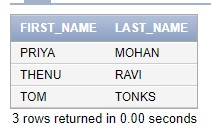 FIRST_NAME LAST_NAME
PRIYA MOHAN
THENU RAVI
TOM TONKS
3 rows returned in 0.00 seconds